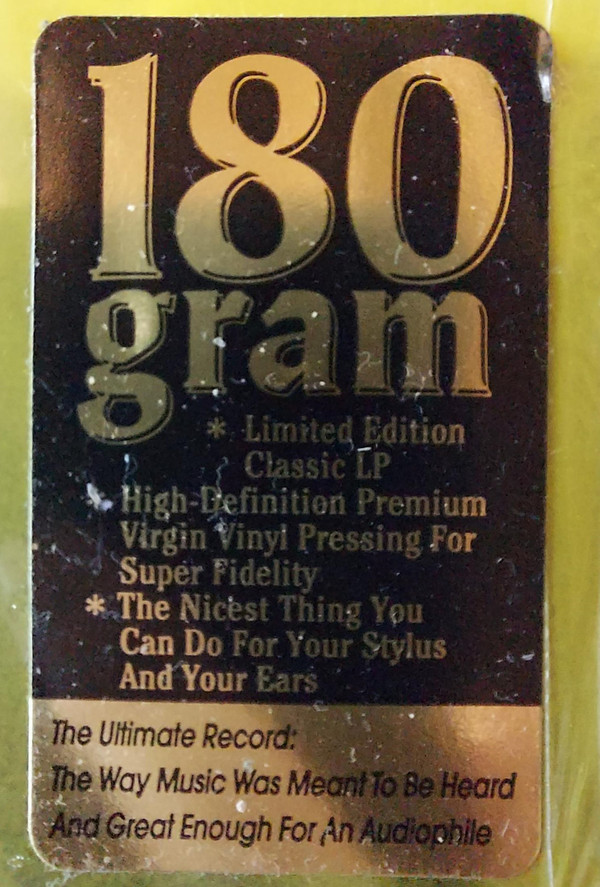 180
gram
* Limited Edition
Classic LP
* High-Definition Premium
Virgin Vinyl Pressing For
Super Fidelity
* The Nicest Thing You
Can Do For Your Stylus
And Your Ears
The Ultimate Record:
The Way Music Was Meant To Be Heard
And Great Enough For An Audiophile